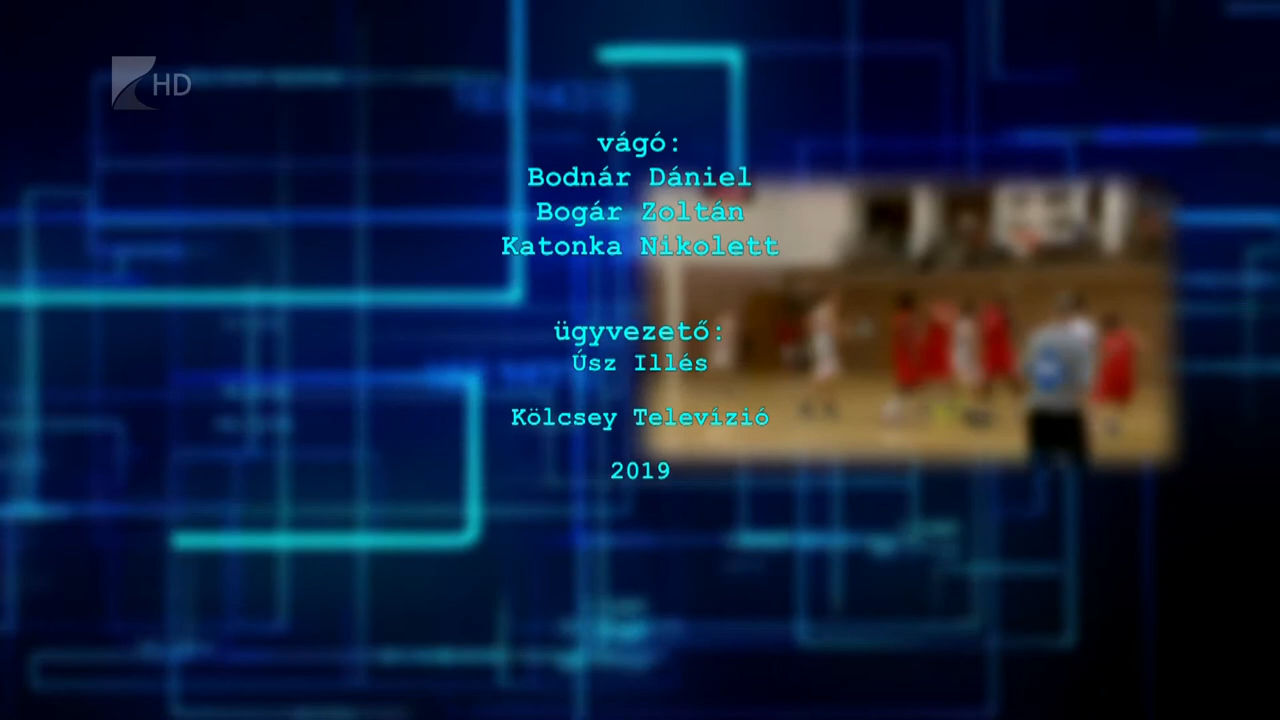 HD
vágó:
Bodnár Dániel
Bogár Zoltán
Katonka Nikolett
ügyvezető:
Úsz Illés
Kölcsey Televízió
2019